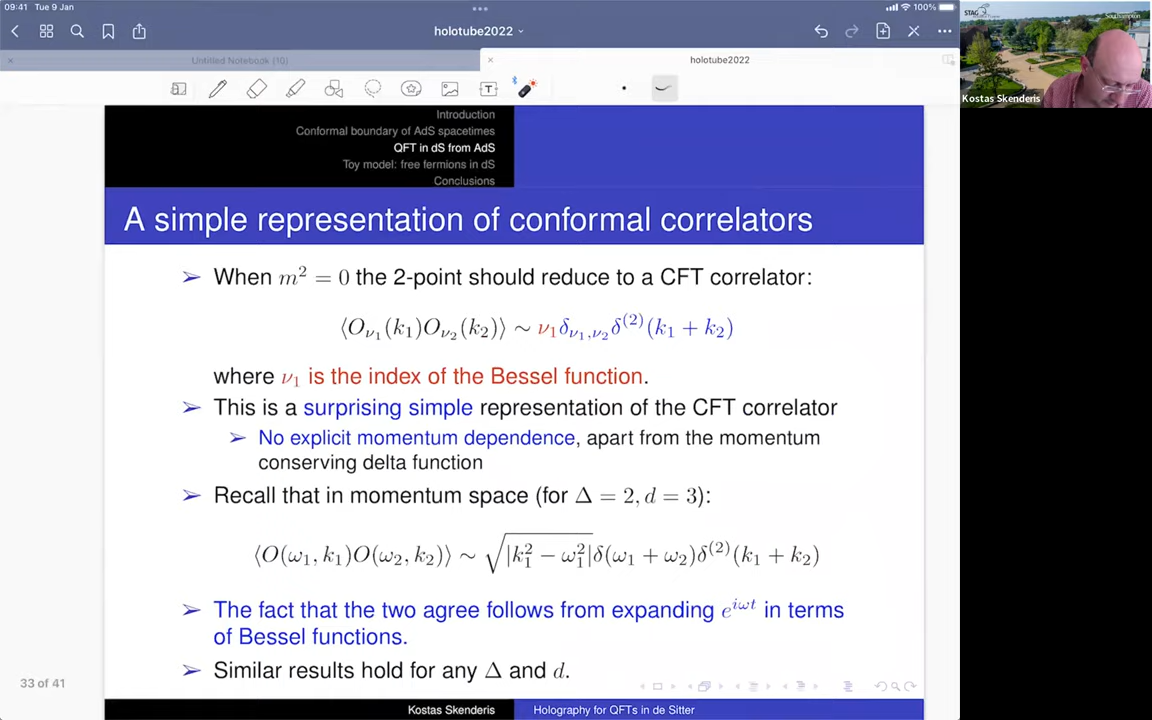 09:41 Tue 9 Jan
100%
holotube2022
Untitled Notebook (10)
holotube2022
STAG
Southampton
Kostas Skenderis
Introduction
Conformal boundary of AdS spacetimes
QFT in dS from AdS
Toy model: free fermions in dS
Conclusions
A simple representation of conformal correlators
➢ When m² = 0 the 2-point should reduce to a CFT correlator:
⟨O_{ν₁}(k₁)O_{ν₂}(k₂)⟩ ∼ ν₁δ_{ν₁,ν₂}δ⁽²⁾(k₁ + k₂)
where ν₁ is the index of the Bessel function.
➢ This is a surprising simple representation of the CFT correlator
➢ No explicit momentum dependence, apart from the momentum
conserving delta function
➢ Recall that in momentum space (for Δ = 2, d = 3):
⟨O(ω₁, k₁)O(ω₂, k₂)⟩ ∼ √|k₁² − ω₁²|δ(ω₁ + ω₂)δ⁽²⁾(k₁ + k₂)
➢ The fact that the two agree follows from expanding e^{iωt} in terms
of Bessel functions.
➢ Similar results hold for any Δ and d.
33 of 41
Kostas Skenderis
Holography for QFTs in de Sitter